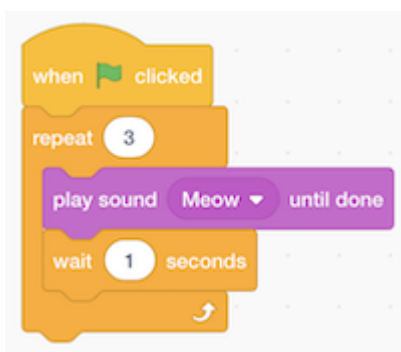 when clicked
repeat 3
play sound Meow until done
wait 1 seconds